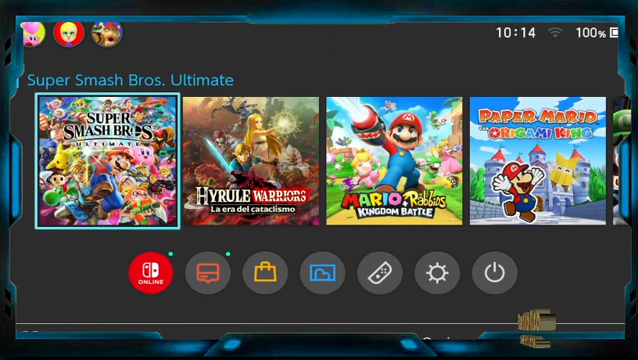 10:14
100%
Super Smash Bros. Ultimate
SUPER
SMASH BROS.
ULTIMATE
HYRULE WARRIORS
La era del cataclismo
MARIO Rabbids
KINGDOM BATTLE
PAPER MARIO
THE ORIGAMI KING
ONLINE